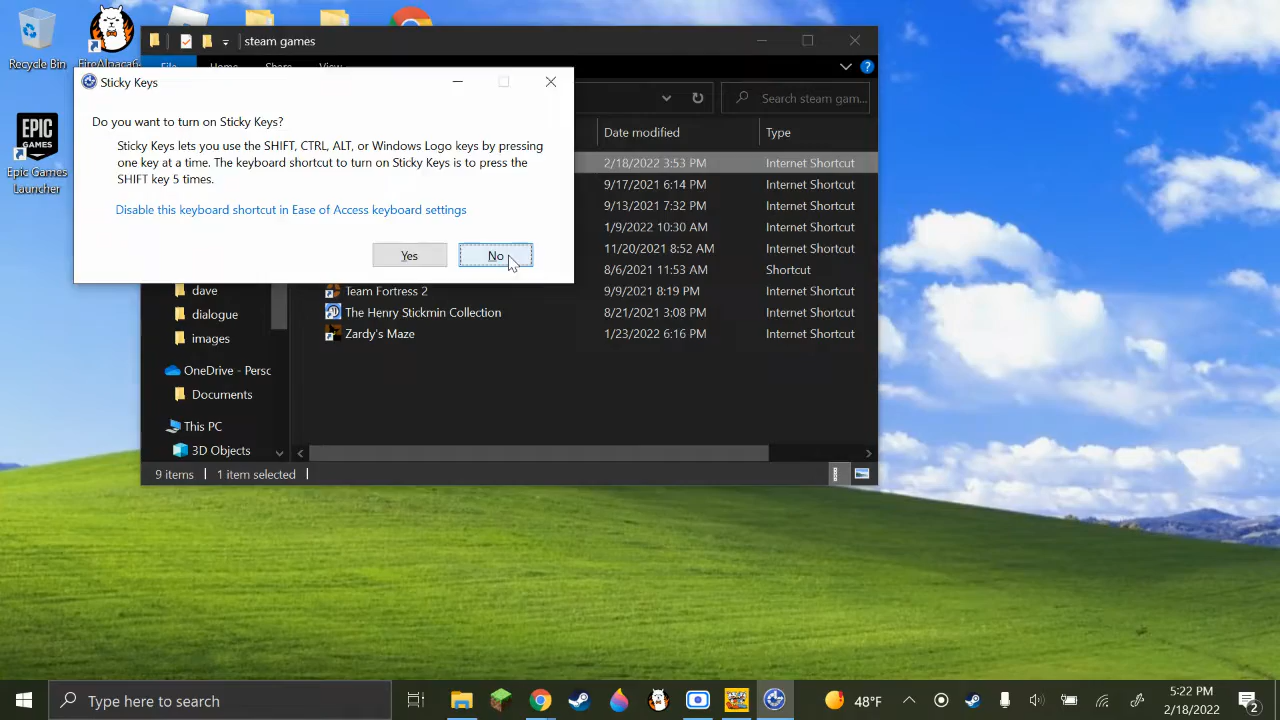 Recycle Bin
Epic Games
Launcher
EPIC
GAMES
steam games
File Home Share View
Search steam gam...
Sticky Keys
Do you want to turn on Sticky Keys?
Sticky Keys lets you use the SHIFT, CTRL, ALT, or Windows Logo keys by pressing
one key at a time. The keyboard shortcut to turn on Sticky Keys is to press the
SHIFT key 5 times.
Disable this keyboard shortcut in Ease of Access keyboard settings
Yes No
Date modified Type
2/18/2022 3:53 PM Internet Shortcut
9/17/2021 6:14 PM Internet Shortcut
9/13/2021 7:32 PM Internet Shortcut
1/9/2022 10:30 AM Internet Shortcut
11/20/2021 8:52 AM Internet Shortcut
8/6/2021 11:53 AM Shortcut
Team Fortress 2 9/9/2021 8:19 PM Internet Shortcut
The Henry Stickmin Collection 8/21/2021 3:08 PM Internet Shortcut
Zardy's Maze 1/23/2022 6:16 PM Internet Shortcut
dave
dialogue
images
OneDrive - Persc
Documents
This PC
3D Objects
9 items 1 item selected
Type here to search
48°F
5:22 PM
2/18/2022
2